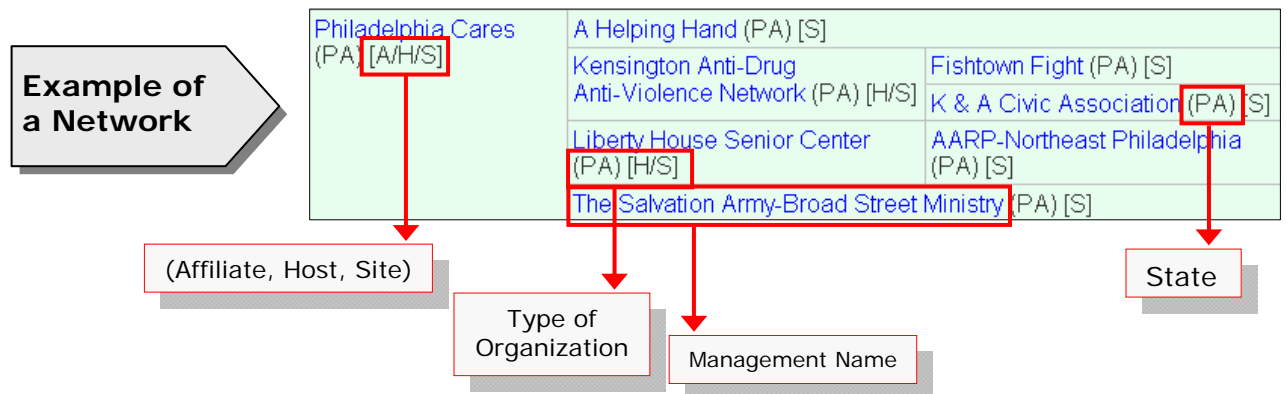 Example of
a Network
Philadelphia Cares
(PA) [A/H/S]
A Helping Hand (PA) [S]
Kensington Anti-Drug
Anti-Violence Network (PA) [H/S]
Fishtown Fight (PA) [S]
K & A Civic Association (PA) [S]
Liberty House Senior Center
(PA) [H/S]
AARP-Northeast Philadelphia
(PA) [S]
The Salvation Army-Broad Street Ministry (PA) [S]
(Affiliate, Host, Site)
Type of
Organization
Management Name
State